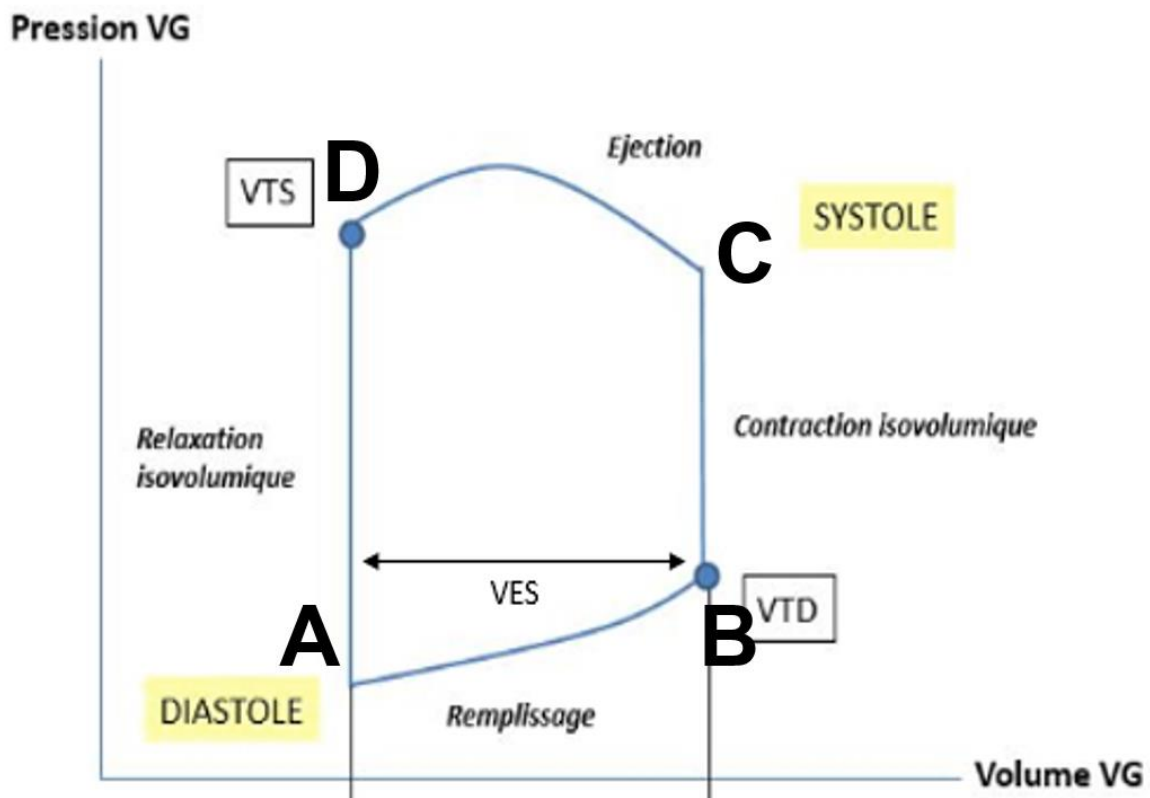 Pression VG
Ejection
D
VTS
SYSTOLE
C
Relaxation
isovolumique
Contraction isovolumique
VES
A
B
VTD
DIASTOLE
Remplissage
Volume VG